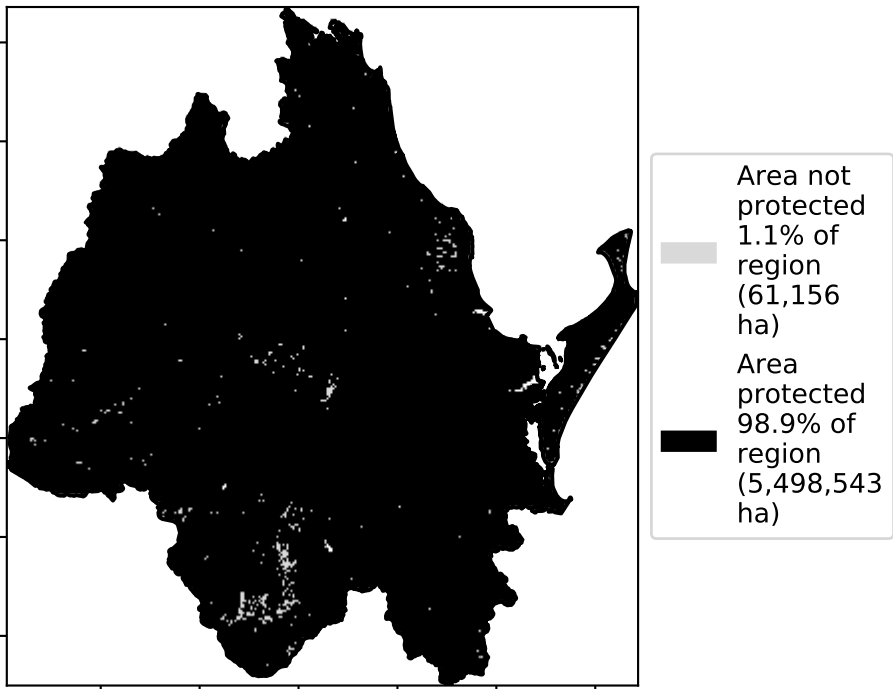 Area not
protected
1.1% of
region
(61,156
ha)
Area
protected
98.9% of
region
(5,498,543
ha)